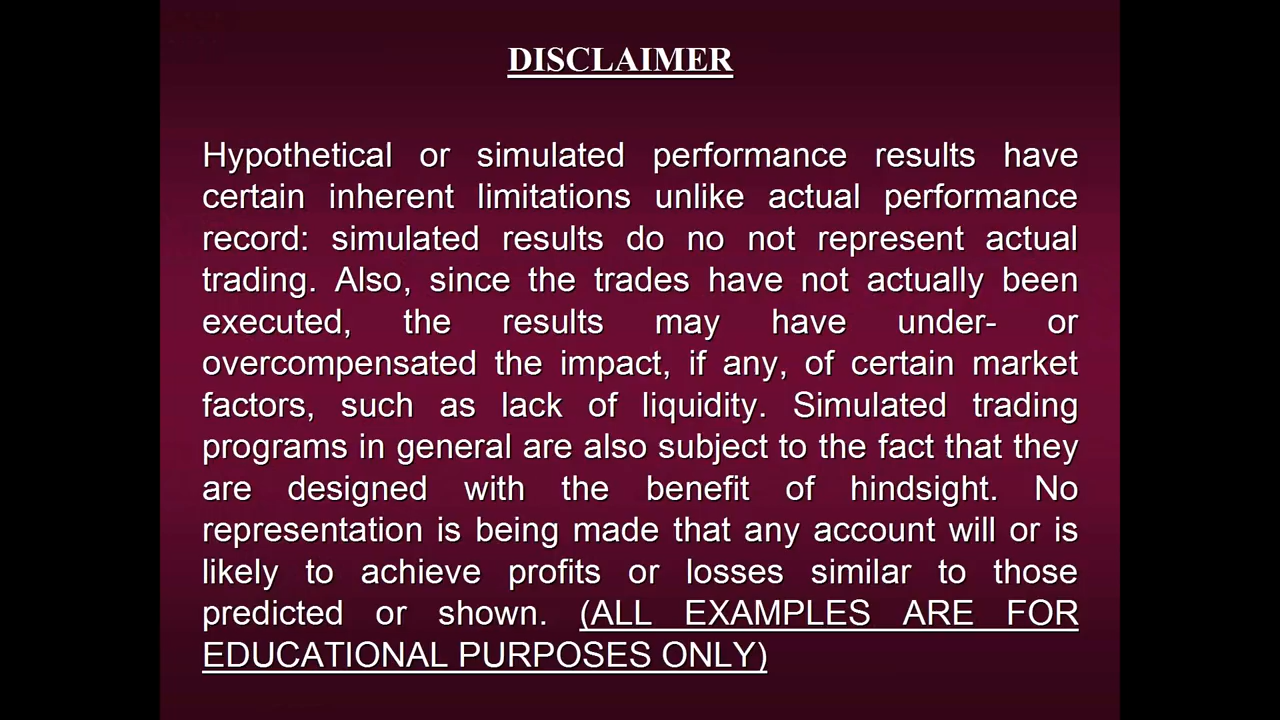 DISCLAIMER
Hypothetical or simulated performance results have
certain inherent limitations unlike actual performance
record: simulated results do no not represent actual
trading. Also, since the trades have not actually been
executed, the results may have under- or
overcompensated the impact, if any, of certain market
factors, such as lack of liquidity. Simulated trading
programs in general are also subject to the fact that they
are designed with the benefit of hindsight. No
representation is being made that any account will or is
likely to achieve profits or losses similar to those
predicted or shown. (ALL EXAMPLES ARE FOR
EDUCATIONAL PURPOSES ONLY)